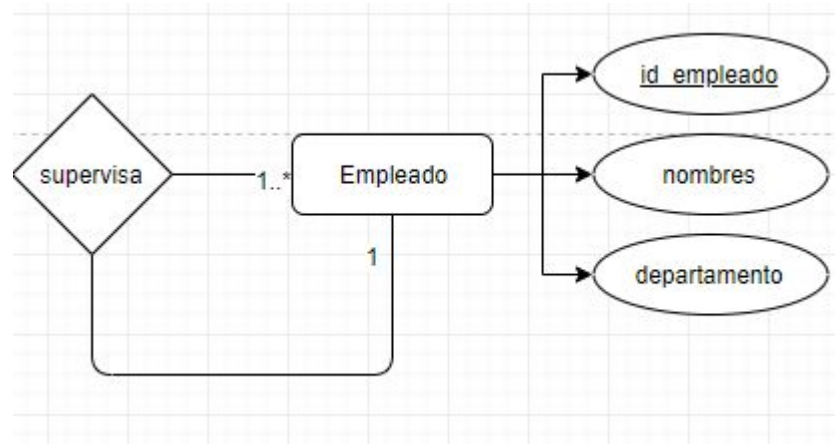 id_empleado
supervisa
1..*
Empleado
nombres
1
departamento